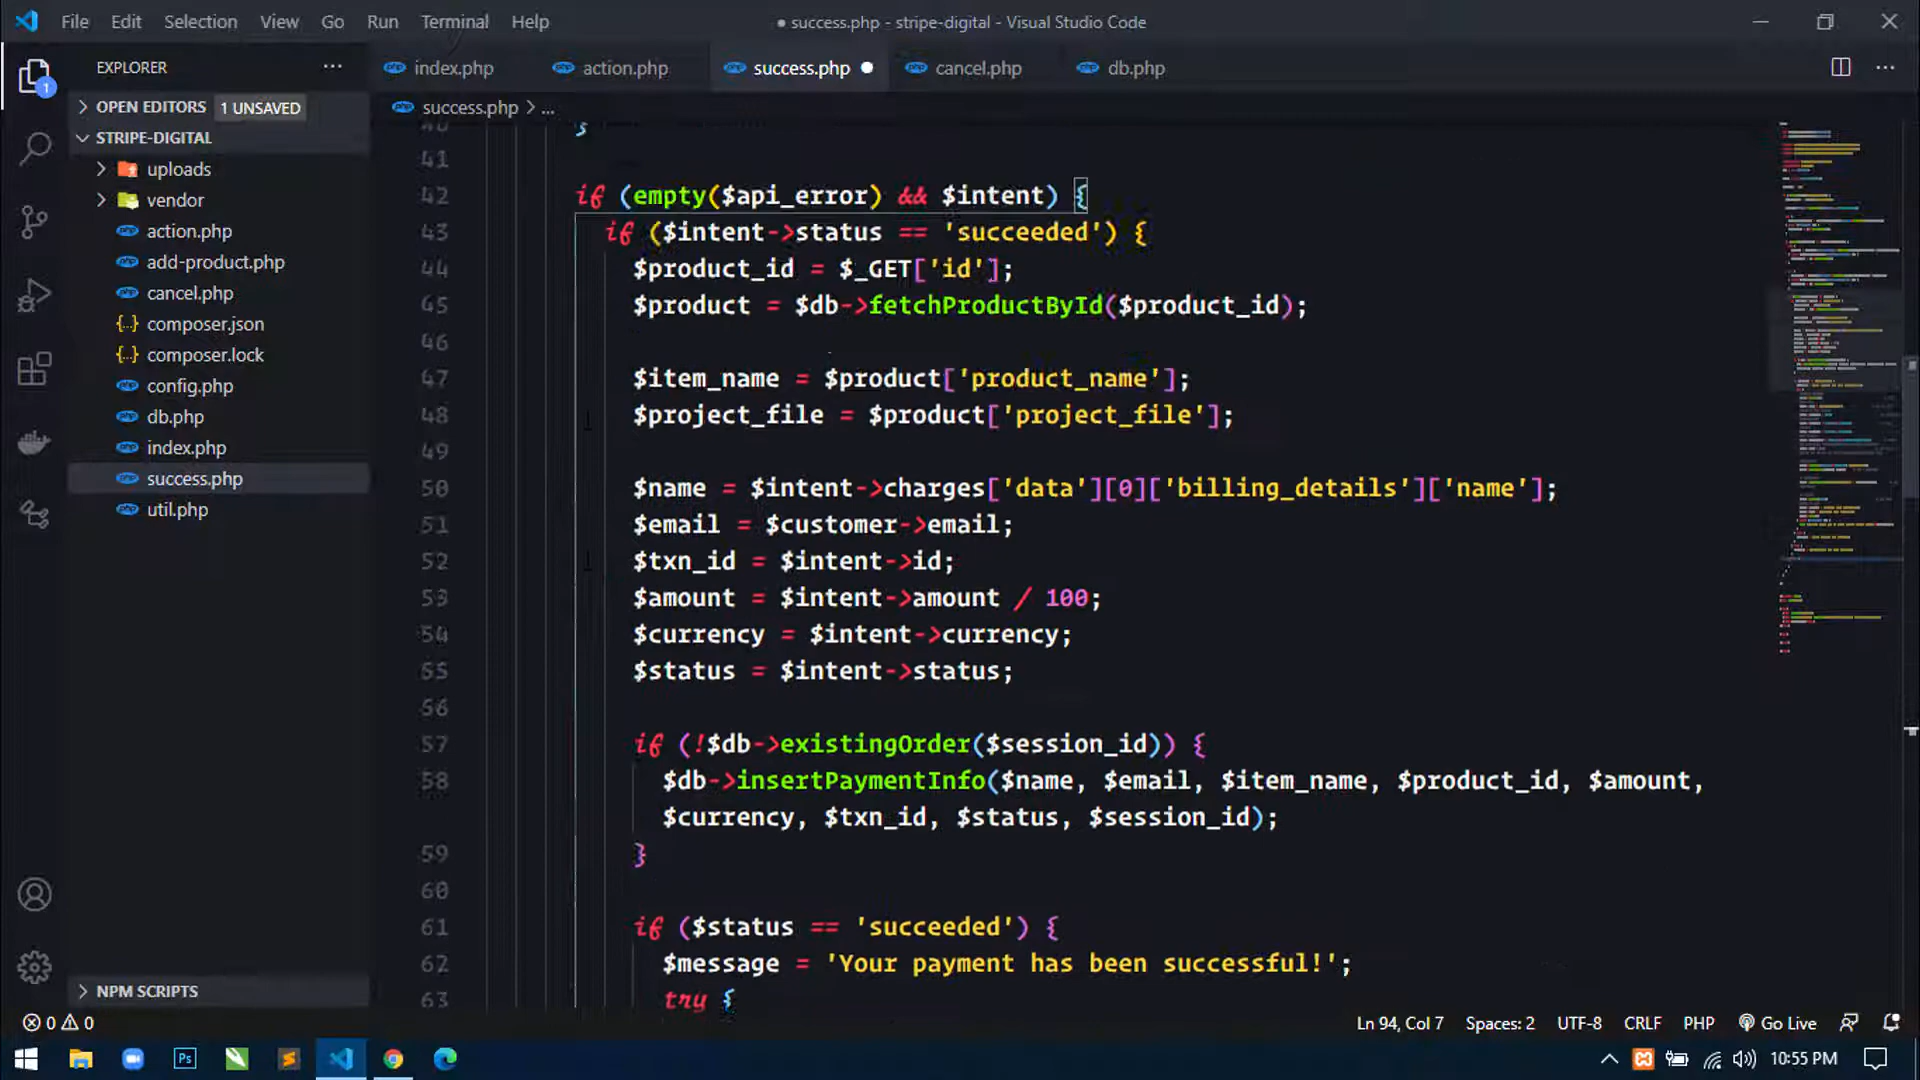 File Edit Selection View Go Run Terminal Help
● success.php - stripe-digital - Visual Studio Code
EXPLORER
index.php
action.php
success.php
cancel.php
db.php
OPEN EDITORS 1 UNSAVED
success.php > ...
STRIPE-DIGITAL
uploads
vendor
action.php
add-product.php
cancel.php
composer.json
composer.lock
config.php
db.php
index.php
success.php
util.php
NPM SCRIPTS
1
40 }
41
42 if (empty($api_error) && $intent) {
43 if ($intent->status == 'succeeded') {
44 $product_id = $_GET['id'];
45 $product = $db->fetchProductById($product_id);
46
47 $item_name = $product['product_name'];
48 $project_file = $product['project_file'];
49
50 $name = $intent->charges['data'][0]['billing_details']['name'];
51 $email = $customer->email;
52 $txn_id = $intent->id;
53 $amount = $intent->amount / 100;
54 $currency = $intent->currency;
55 $status = $intent->status;
56
57 if (!$db->existingOrder($session_id)) {
58 $db->insertPaymentInfo($name, $email, $item_name, $product_id, $amount,
$currency, $txn_id, $status, $session_id);
59 }
60
61 if ($status == 'succeeded') {
62 $message = 'Your payment has been successful!';
63 try {
0 0
Ln 94, Col 7 Spaces: 2 UTF-8 CRLF PHP Go Live
Ps
10:55 PM